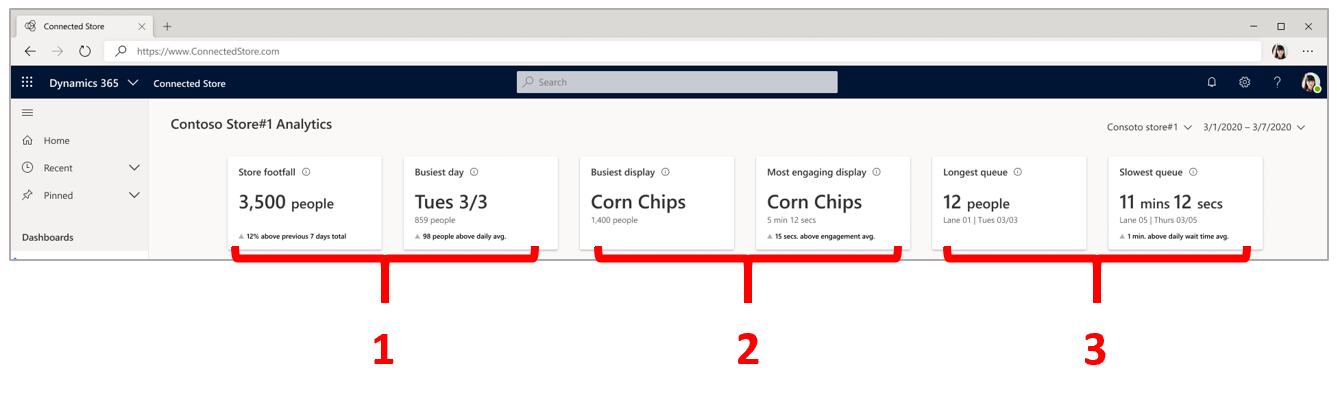 Connected Store
https://www.ConnectedStore.com
Dynamics 365
Connected Store
Search
?
Contoso Store#1 Analytics
Consoto store#1
3/1/2020 – 3/7/2020
Home
Recent
Pinned
Dashboards
Store footfall
3,500 people
12% above previous 7 days total
Busiest day
Tues 3/3
859 people
98 people above daily avg.
Busiest display
Corn Chips
1,400 people
Most engaging display
Corn Chips
5 min 12 secs
15 secs. above engagement avg.
Longest queue
12 people
Lane 01 | Tues 03/03
Slowest queue
11 mins 12 secs
Lane 05 | Thurs 03/05
1 min. above daily wait time avg.
1
2
3